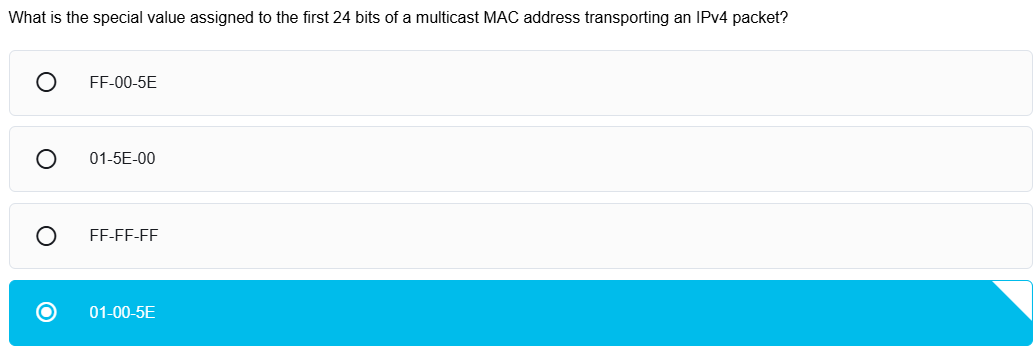 What is the special value assigned to the first 24 bits of a multicast MAC address transporting an IPv4 packet?
FF-00-5E
01-5E-00
FF-FF-FF
01-00-5E